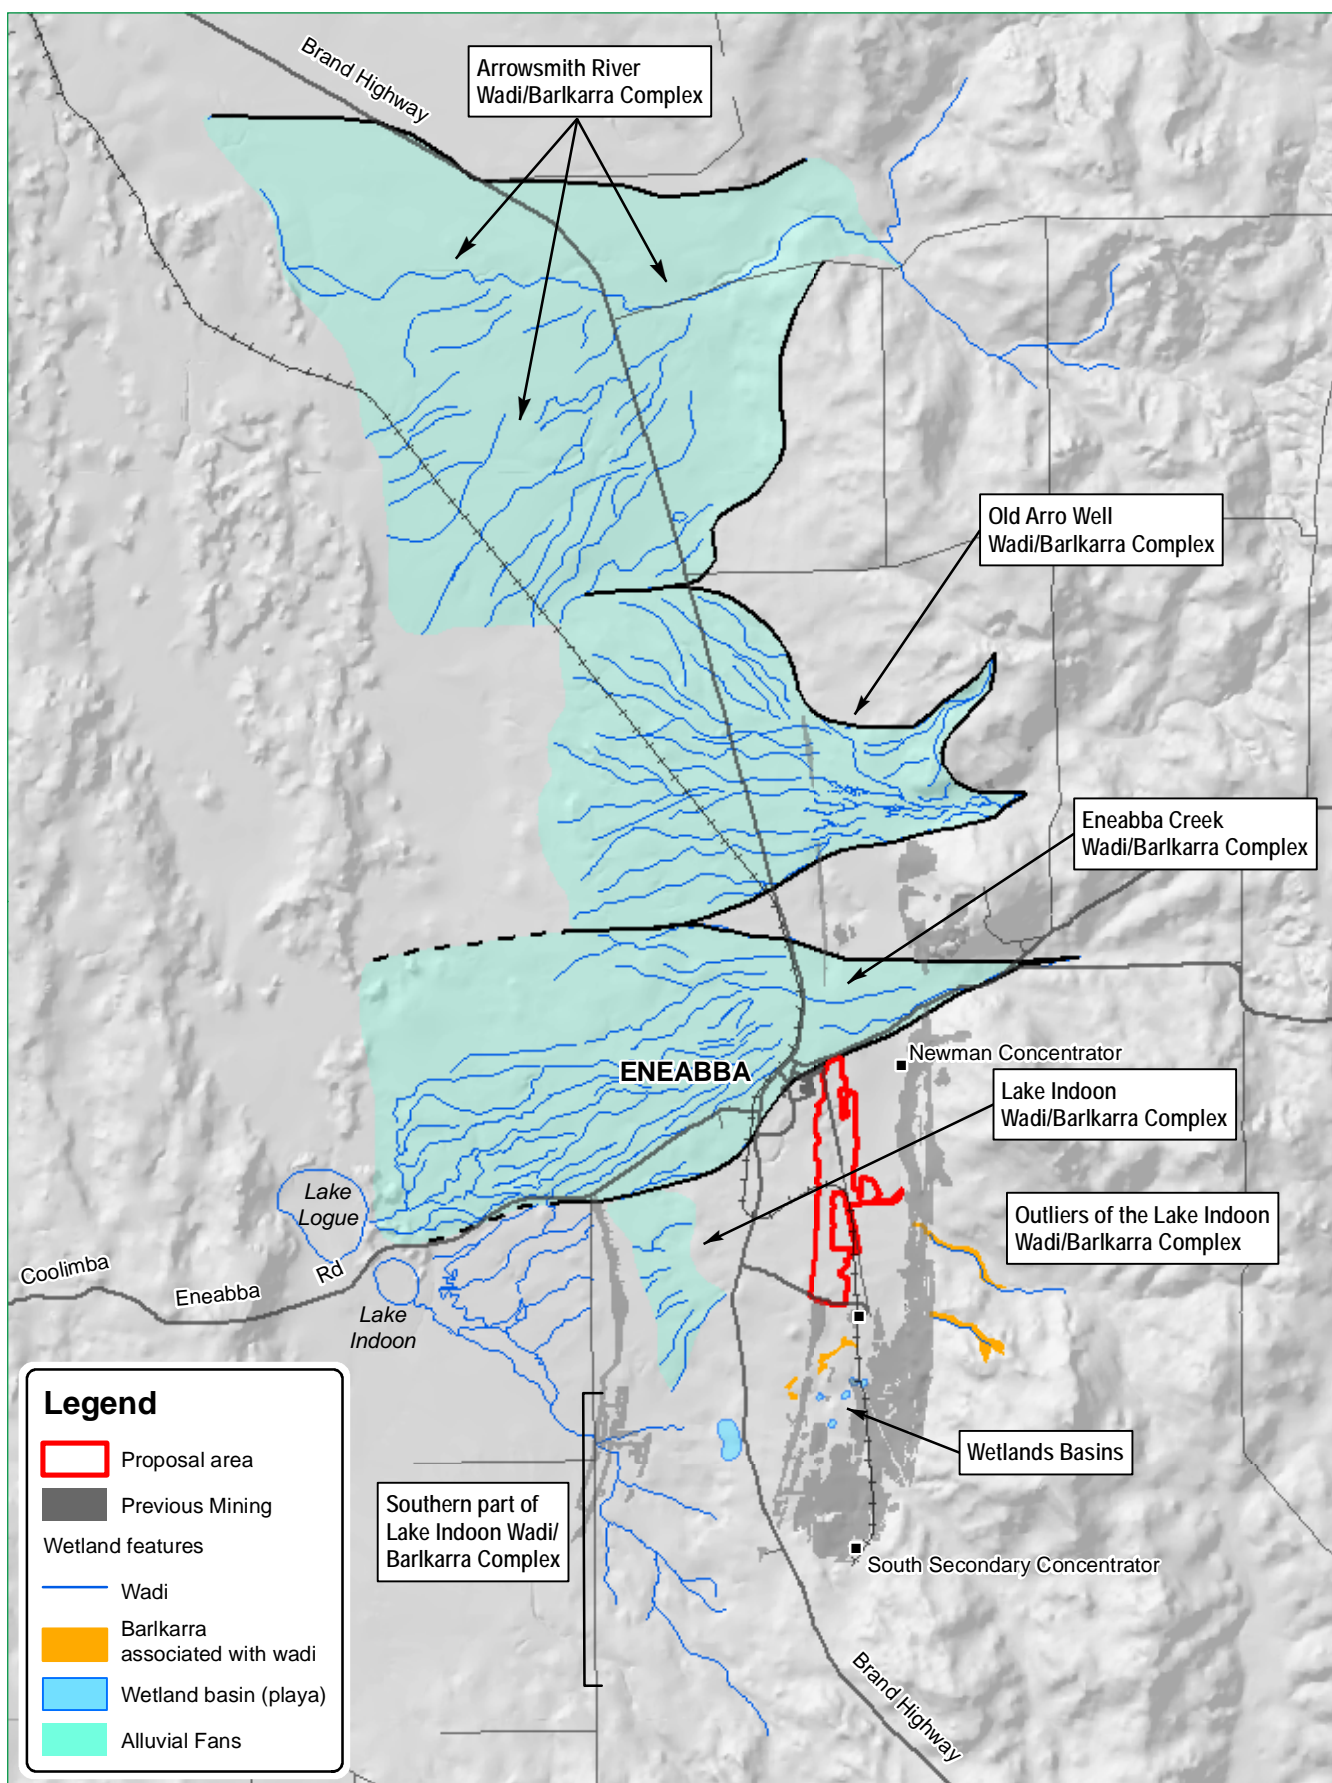 Brand Highway
Arrowsmith River
Wadi/Barlkarra Complex
Old Arro Well
Wadi/Barlkarra Complex
Eneabba Creek
Wadi/Barlkarra Complex
ENEABBA
Newman Concentrator
Lake Indoon
Wadi/Barlkarra Complex
Lake
Logue
Outliers of the Lake Indoon
Wadi/Barlkarra Complex
Coolimba
Eneabba
Rd
Lake
Indoon
Wetlands Basins
Southern part of
Lake Indoon Wadi/
Barlkarra Complex
South Secondary Concentrator
Brand Highway
Legend
Proposal area
Previous Mining
Wetland features
Wadi
Barlkarra
associated with wadi
Wetland basin (playa)
Alluvial Fans